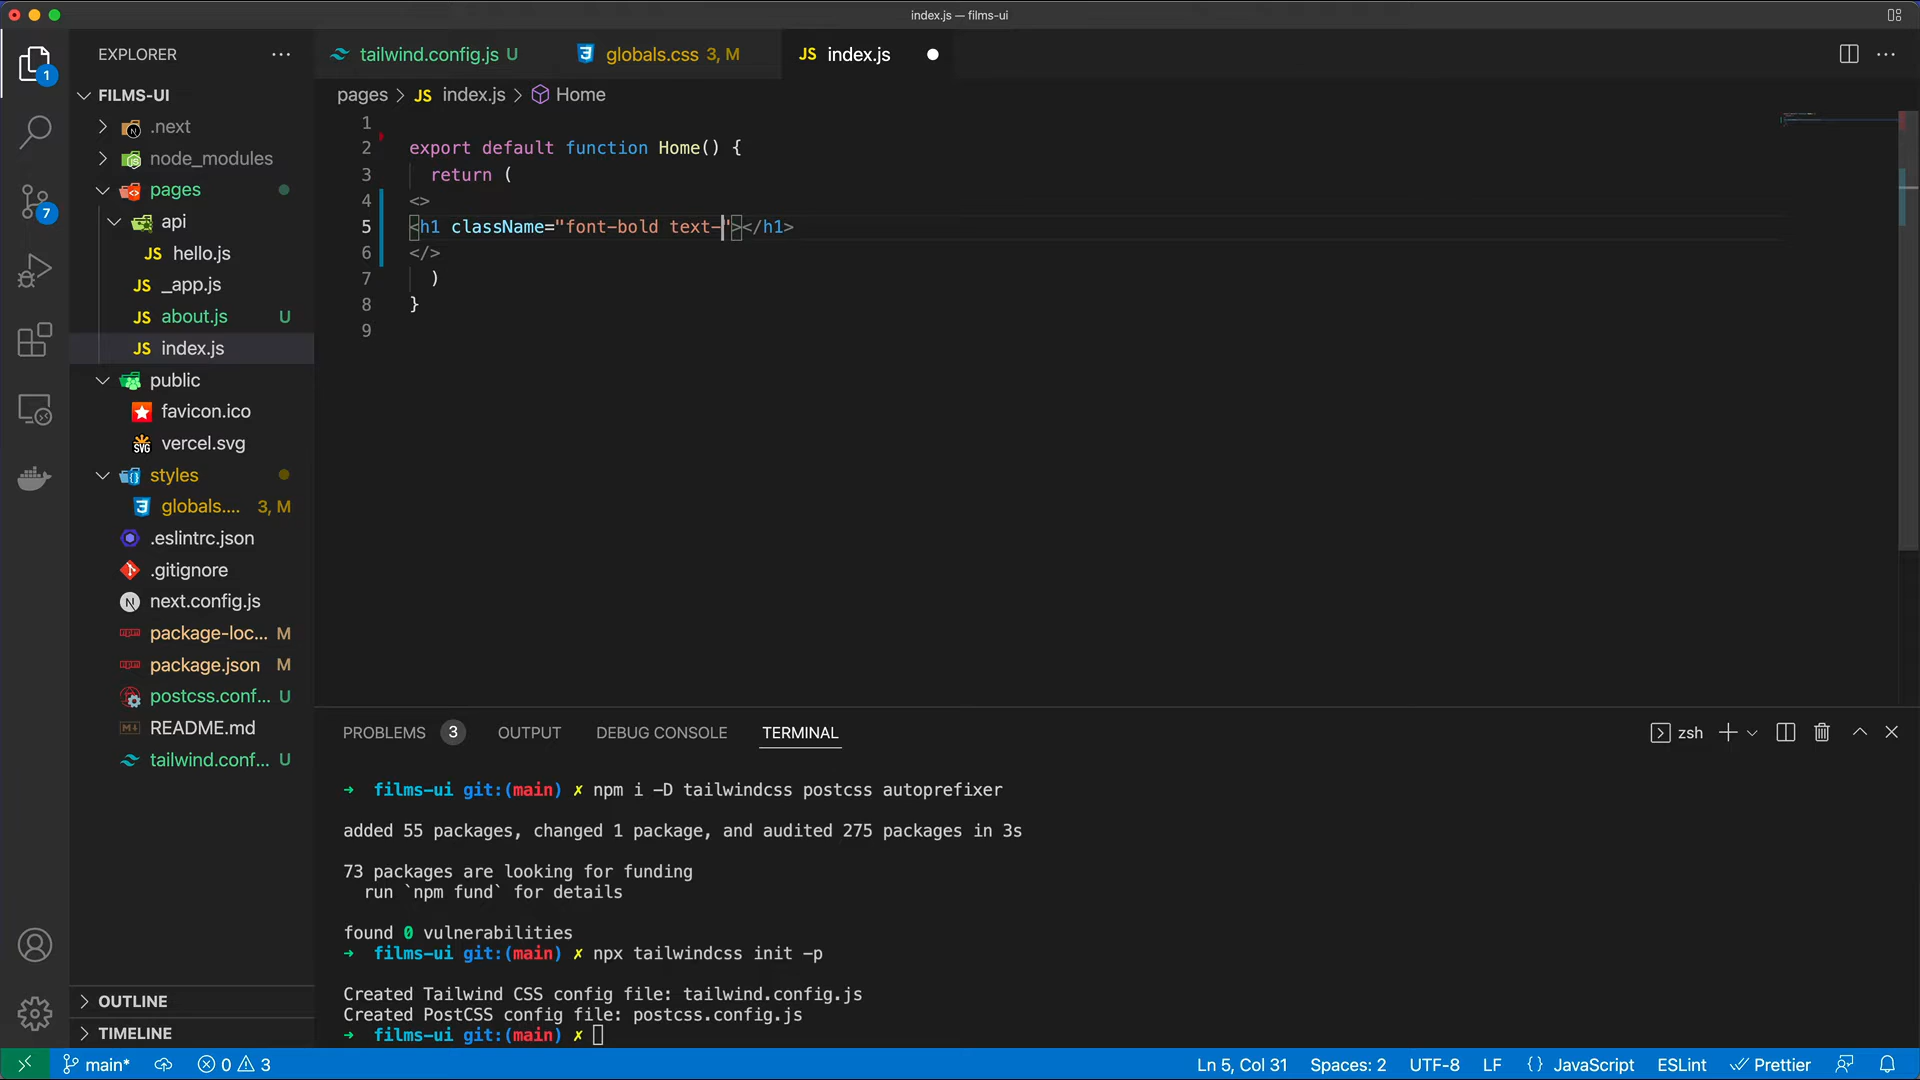 index.js — films-ui
EXPLORER
tailwind.config.js U
globals.css 3, M
JS index.js
1
FILMS-UI
pages > JS index.js > Home
.next
node_modules
pages
api
JS hello.js
JS _app.js
JS about.js U
JS index.js
public
favicon.ico
SVG vercel.svg
styles
globals.... 3, M
.eslintrc.json
.gitignore
N next.config.js
package-loc... M
package.json M
postcss.conf... U
README.md
tailwind.conf... U
7
OUTLINE
TIMELINE
1
2 export default function Home() {
3 return (
4 <>
5 <h1 className="font-bold text-"></h1>
6 </>
7 )
8 }
9
PROBLEMS 3 OUTPUT DEBUG CONSOLE TERMINAL
zsh
→ films-ui git:(main) ✗ npm i -D tailwindcss postcss autoprefixer
added 55 packages, changed 1 package, and audited 275 packages in 3s
73 packages are looking for funding
run `npm fund` for details
found 0 vulnerabilities
→ films-ui git:(main) ✗ npx tailwindcss init -p
Created Tailwind CSS config file: tailwind.config.js
Created PostCSS config file: postcss.config.js
→ films-ui git:(main) ✗
main* 0 3
Ln 5, Col 31 Spaces: 2 UTF-8 LF {} JavaScript ESLint Prettier